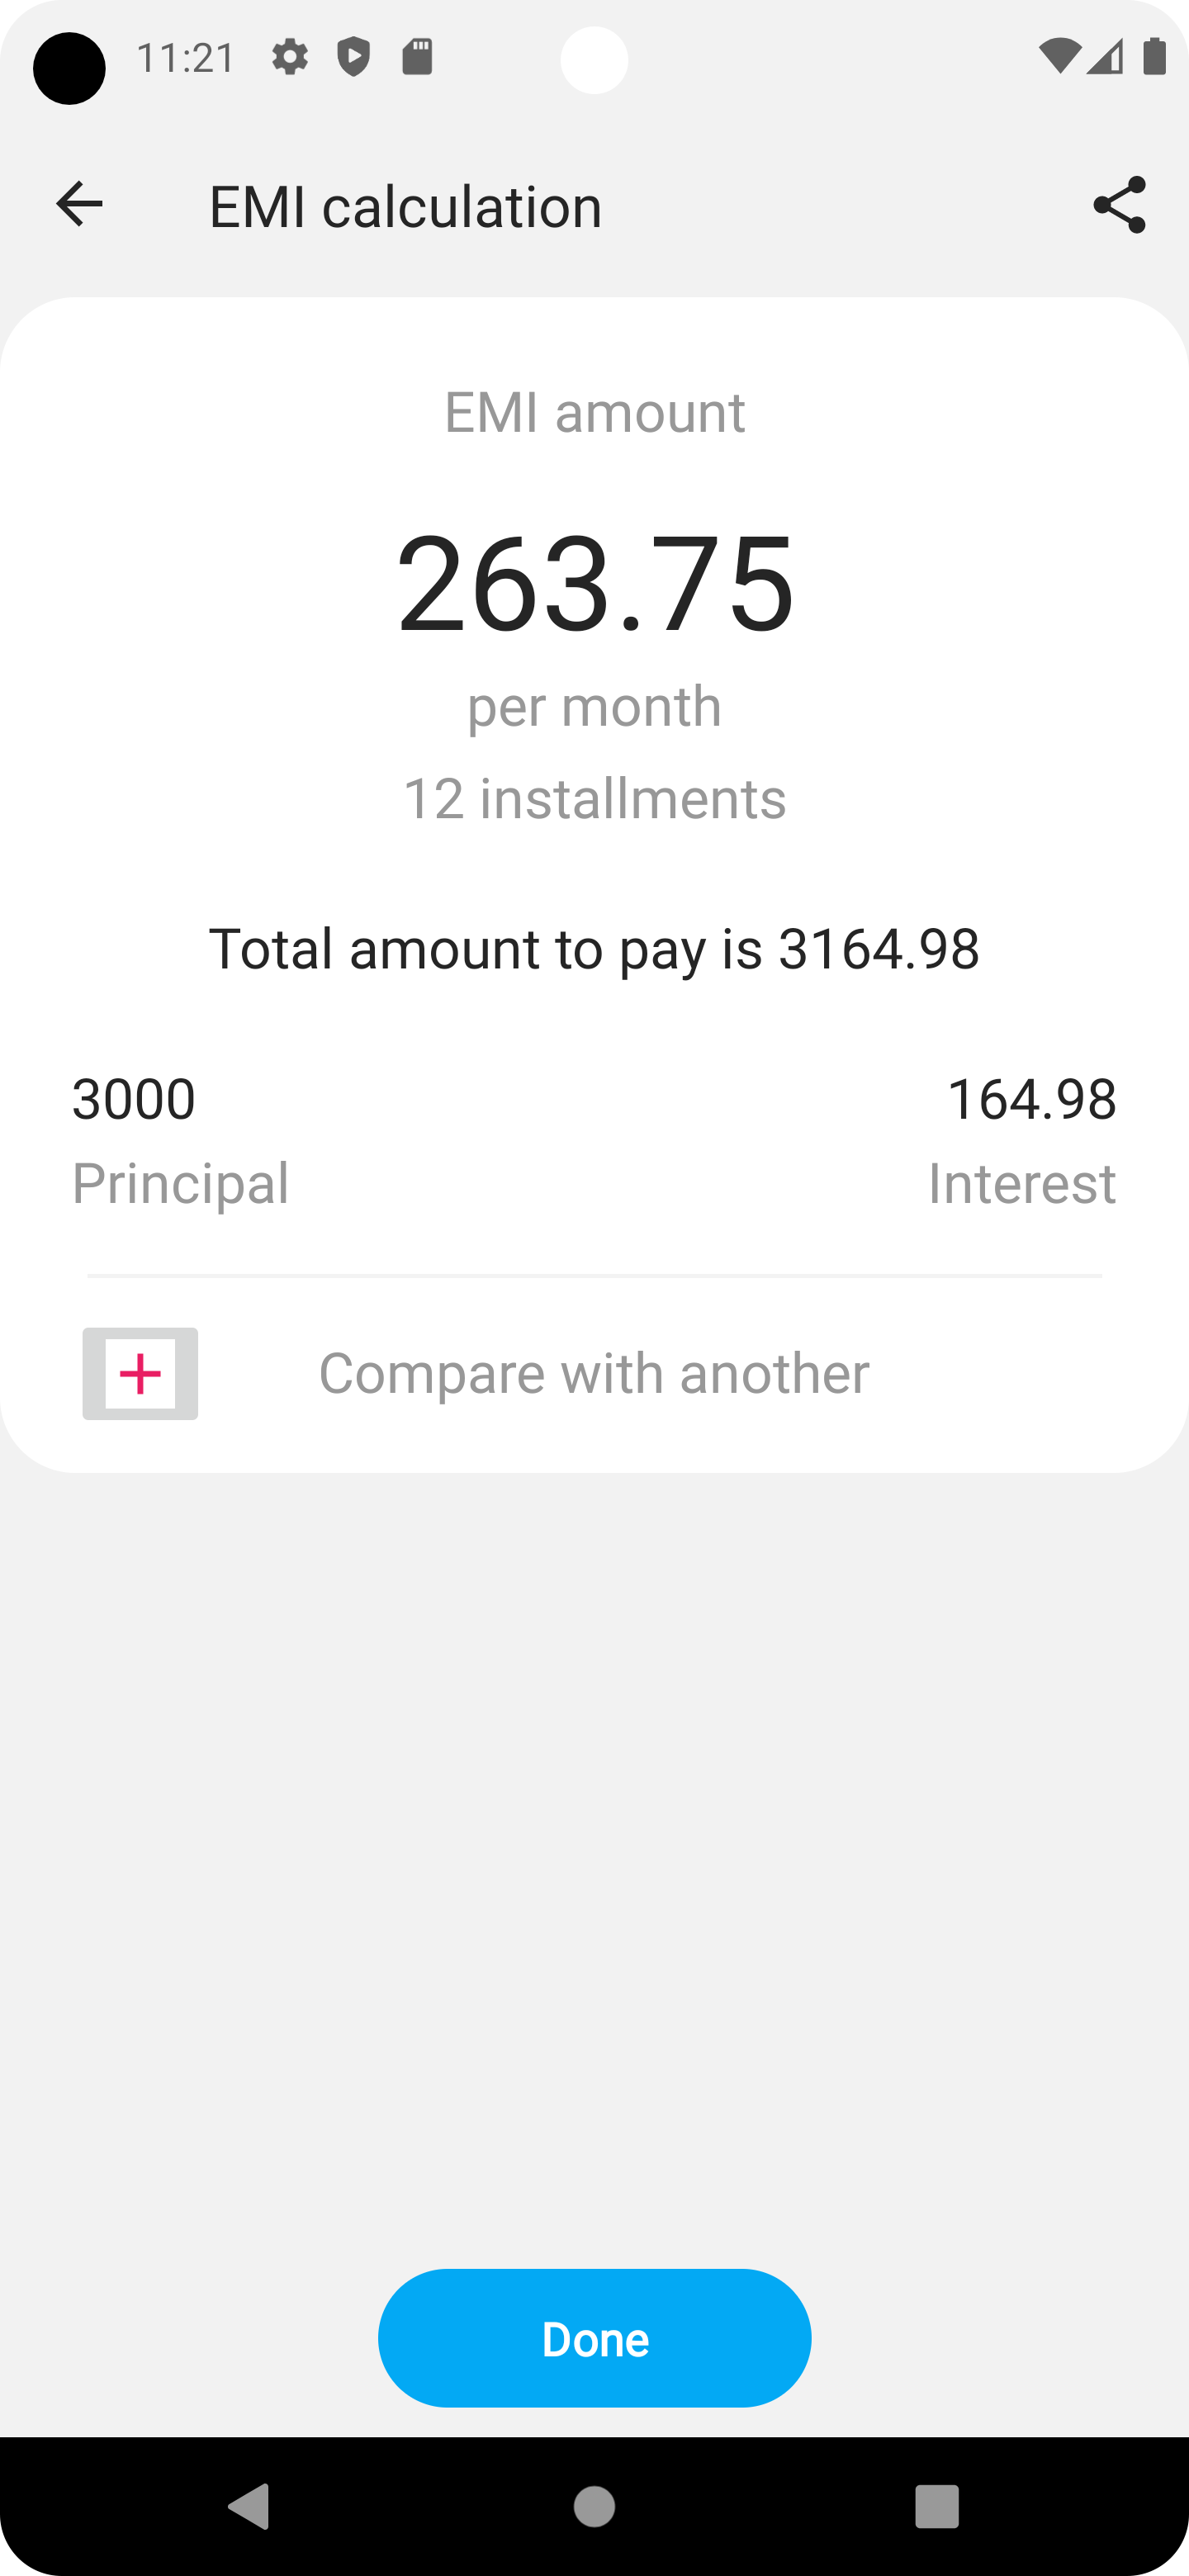 11:21
EMI calculation
EMI amount
263.75
per month
12 installments
Total amount to pay is 3164.98
3000
164.98
Principal
Interest
Compare with another
Done